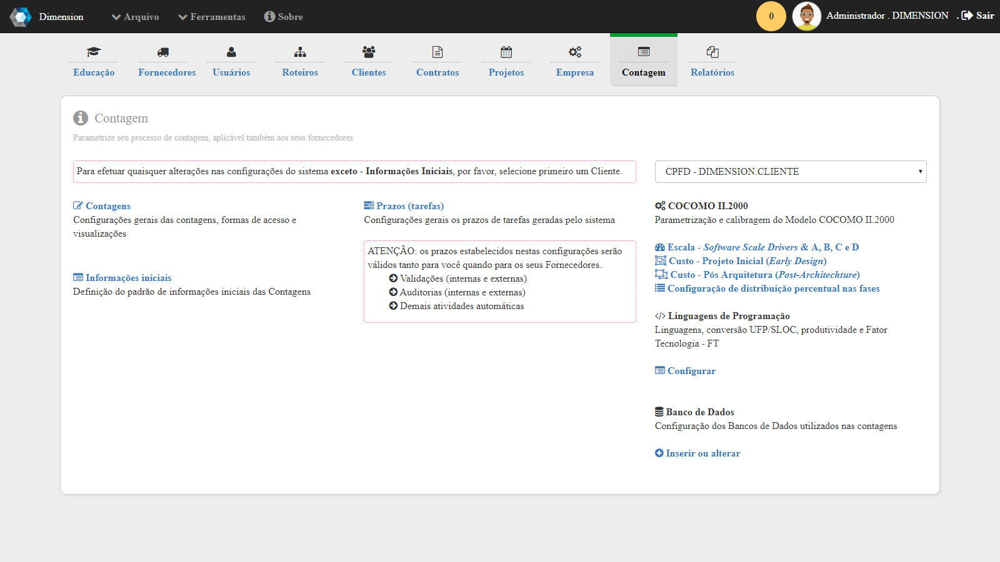 Dimension
Arquivo
Ferramentas
Sobre
0
Administrador . DIMENSION
. Sair
Educação
Fornecedores
Usuários
Roteiros
Clientes
Contratos
Projetos
Empresa
Contagem
Relatórios
Contagem
Parametrize seu processo de contagem, aplicável também aos seus fornecedores
Para efetuar quaisquer alterações nas configurações do sistema exceto - Informações Iniciais, por favor, selecione primeiro um Cliente.
CPFD - DIMENSION.CLIENTE
Contagens
Configurações gerais das contagens, formas de acesso e
visualizações
Informações iniciais
Definição do padrão de informações iniciais das Contagens
Prazos (tarefas)
Configurações gerais os prazos de tarefas geradas pelo sistema
ATENÇÃO: os prazos estabelecidos nestas configurações serão
válidos tanto para você quando para os seus Fornecedores.
Validações (internas e externas)
Auditorias (internas e externas)
Demais atividades automáticas
COCOMO II.2000
Parametrização e calibragem do Modelo COCOMO II.2000
Escala - Software Scale Drivers & A, B, C e D
Custo - Projeto Inicial (Early Design)
Custo - Pós Arquitetura (Post-Architechture)
Configuração de distribuição percentual nas fases
Linguagens de Programação
Linguagens, conversão UFP/SLOC, produtividade e Fator
Tecnologia - FT
Configurar
Banco de Dados
Configuração dos Bancos de Dados utilizados nas contagens
Inserir ou alterar